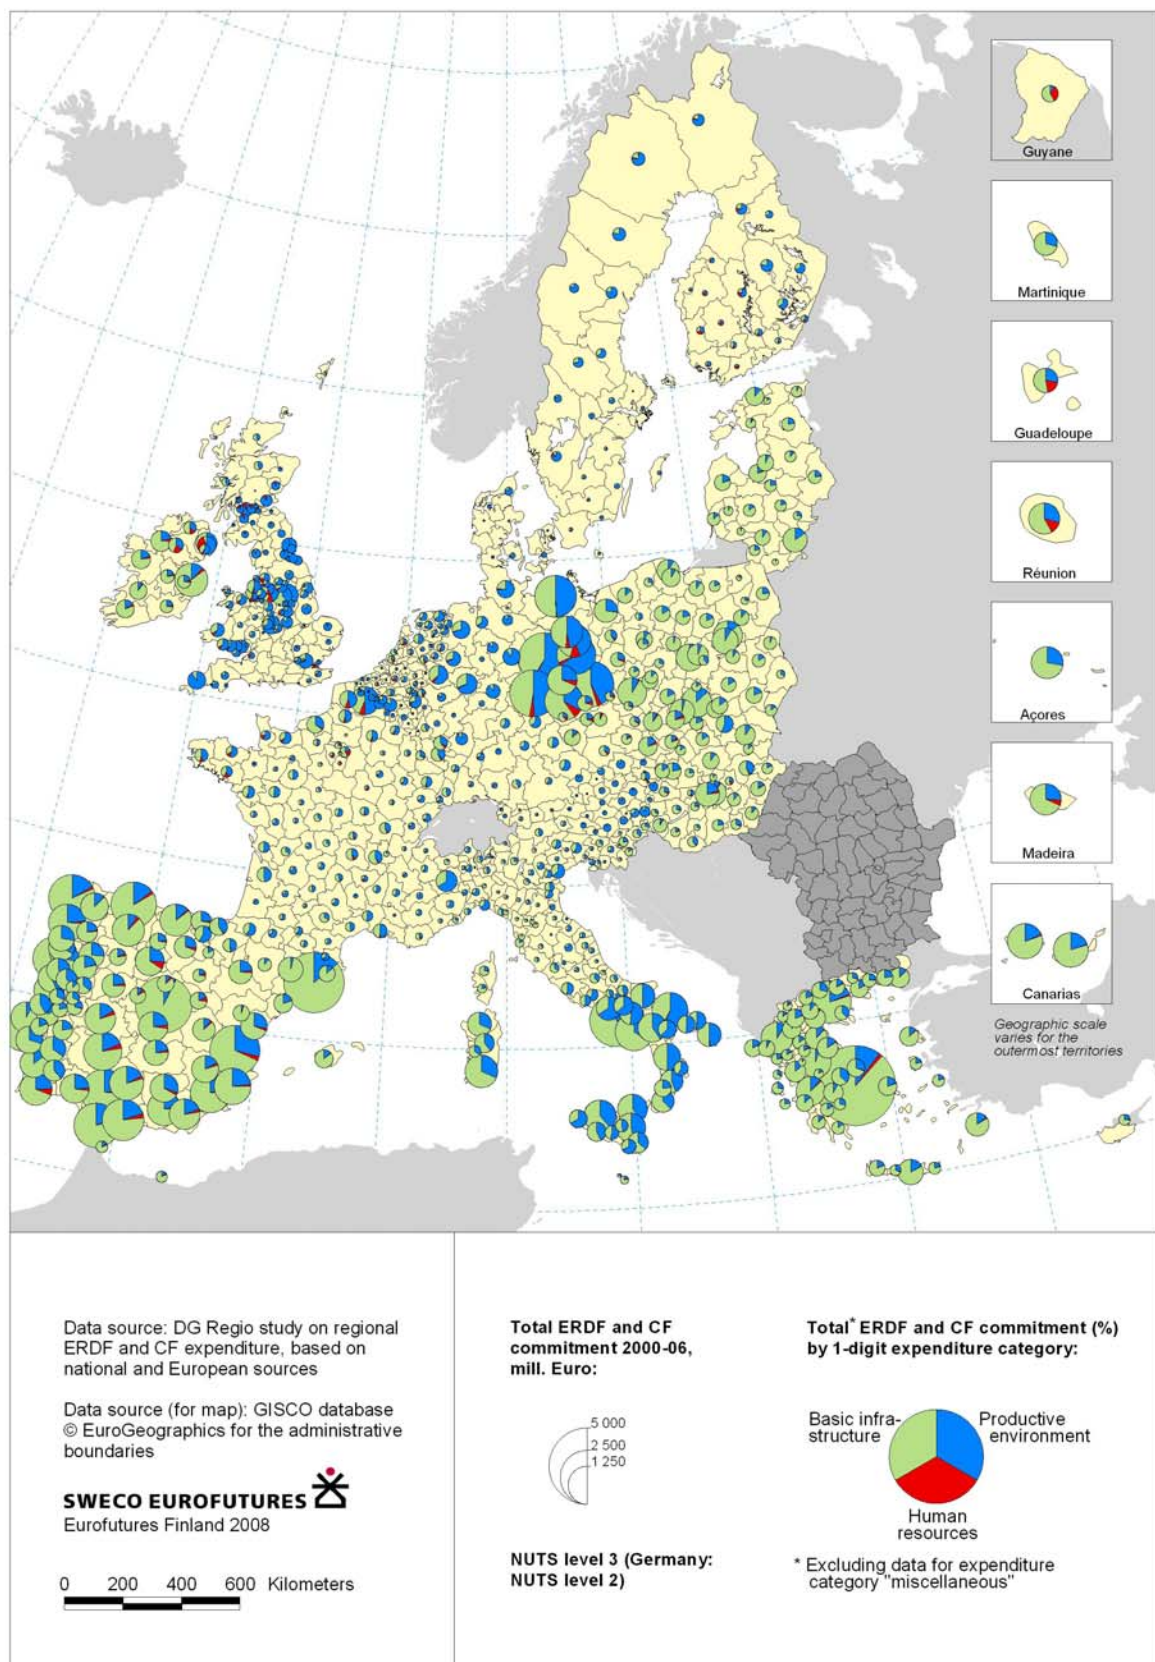 Guyane
Martinique
Guadeloupe
Réunion
Açores
Madeira
Canarias
Geographic scale
varies for the
outermost territories
Data source: DG Regio study on regional
ERDF and CF expenditure, based on
national and European sources
Data source (for map): GISCO database
© EuroGeographics for the administrative
boundaries
SWECO EUROFUTURES
Eurofutures Finland 2008
0 200 400 600 Kilometers
Total ERDF and CF
commitment 2000-06,
mill. Euro:
5 000
2 500
1 250
NUTS level 3 (Germany:
NUTS level 2)
Total* ERDF and CF commitment (%)
by 1-digit expenditure category:
Basic infra-
structure
Productive
environment
Human
resources
* Excluding data for expenditure
category "miscellaneous"